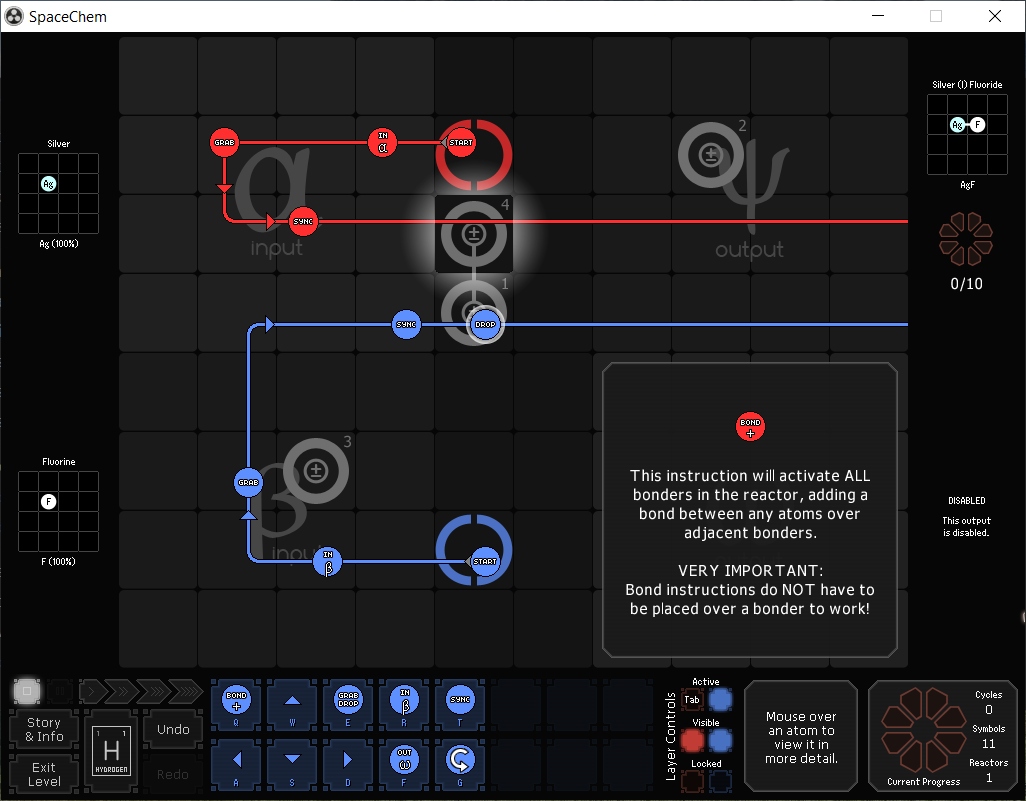 SpaceChem
Silver
Ag
Ag (100%)
Fluorine
F
F (100%)
GRAB
IN
α
START
SYNC
α
input
±
4
±
1
±
2
ψ
output
SYNC
DROP
GRAB
±
3
β
input
IN
β
START
BOND
+
This instruction will activate ALL
bonders in the reactor, adding a
bond between any atoms over
adjacent bonders.
VERY IMPORTANT:
Bond instructions do NOT have to
be placed over a bonder to work!
Silver (I) Fluoride
Ag F
AgF
0/10
DISABLED
This output
is disabled.
Story
& Info
Exit
Level
1 1
H
HYDROGEN
Undo
Redo
BOND
+
Q
W
GRAB
DROP
E
IN
β
R
SYNC
T
A
S
D
OUT
(ω)
F
G
Layer Controls
Active
Tab
Visible
Locked
Mouse over
an atom to
view it in
more detail.
Current Progress
Cycles
0
Symbols
11
Reactors
1